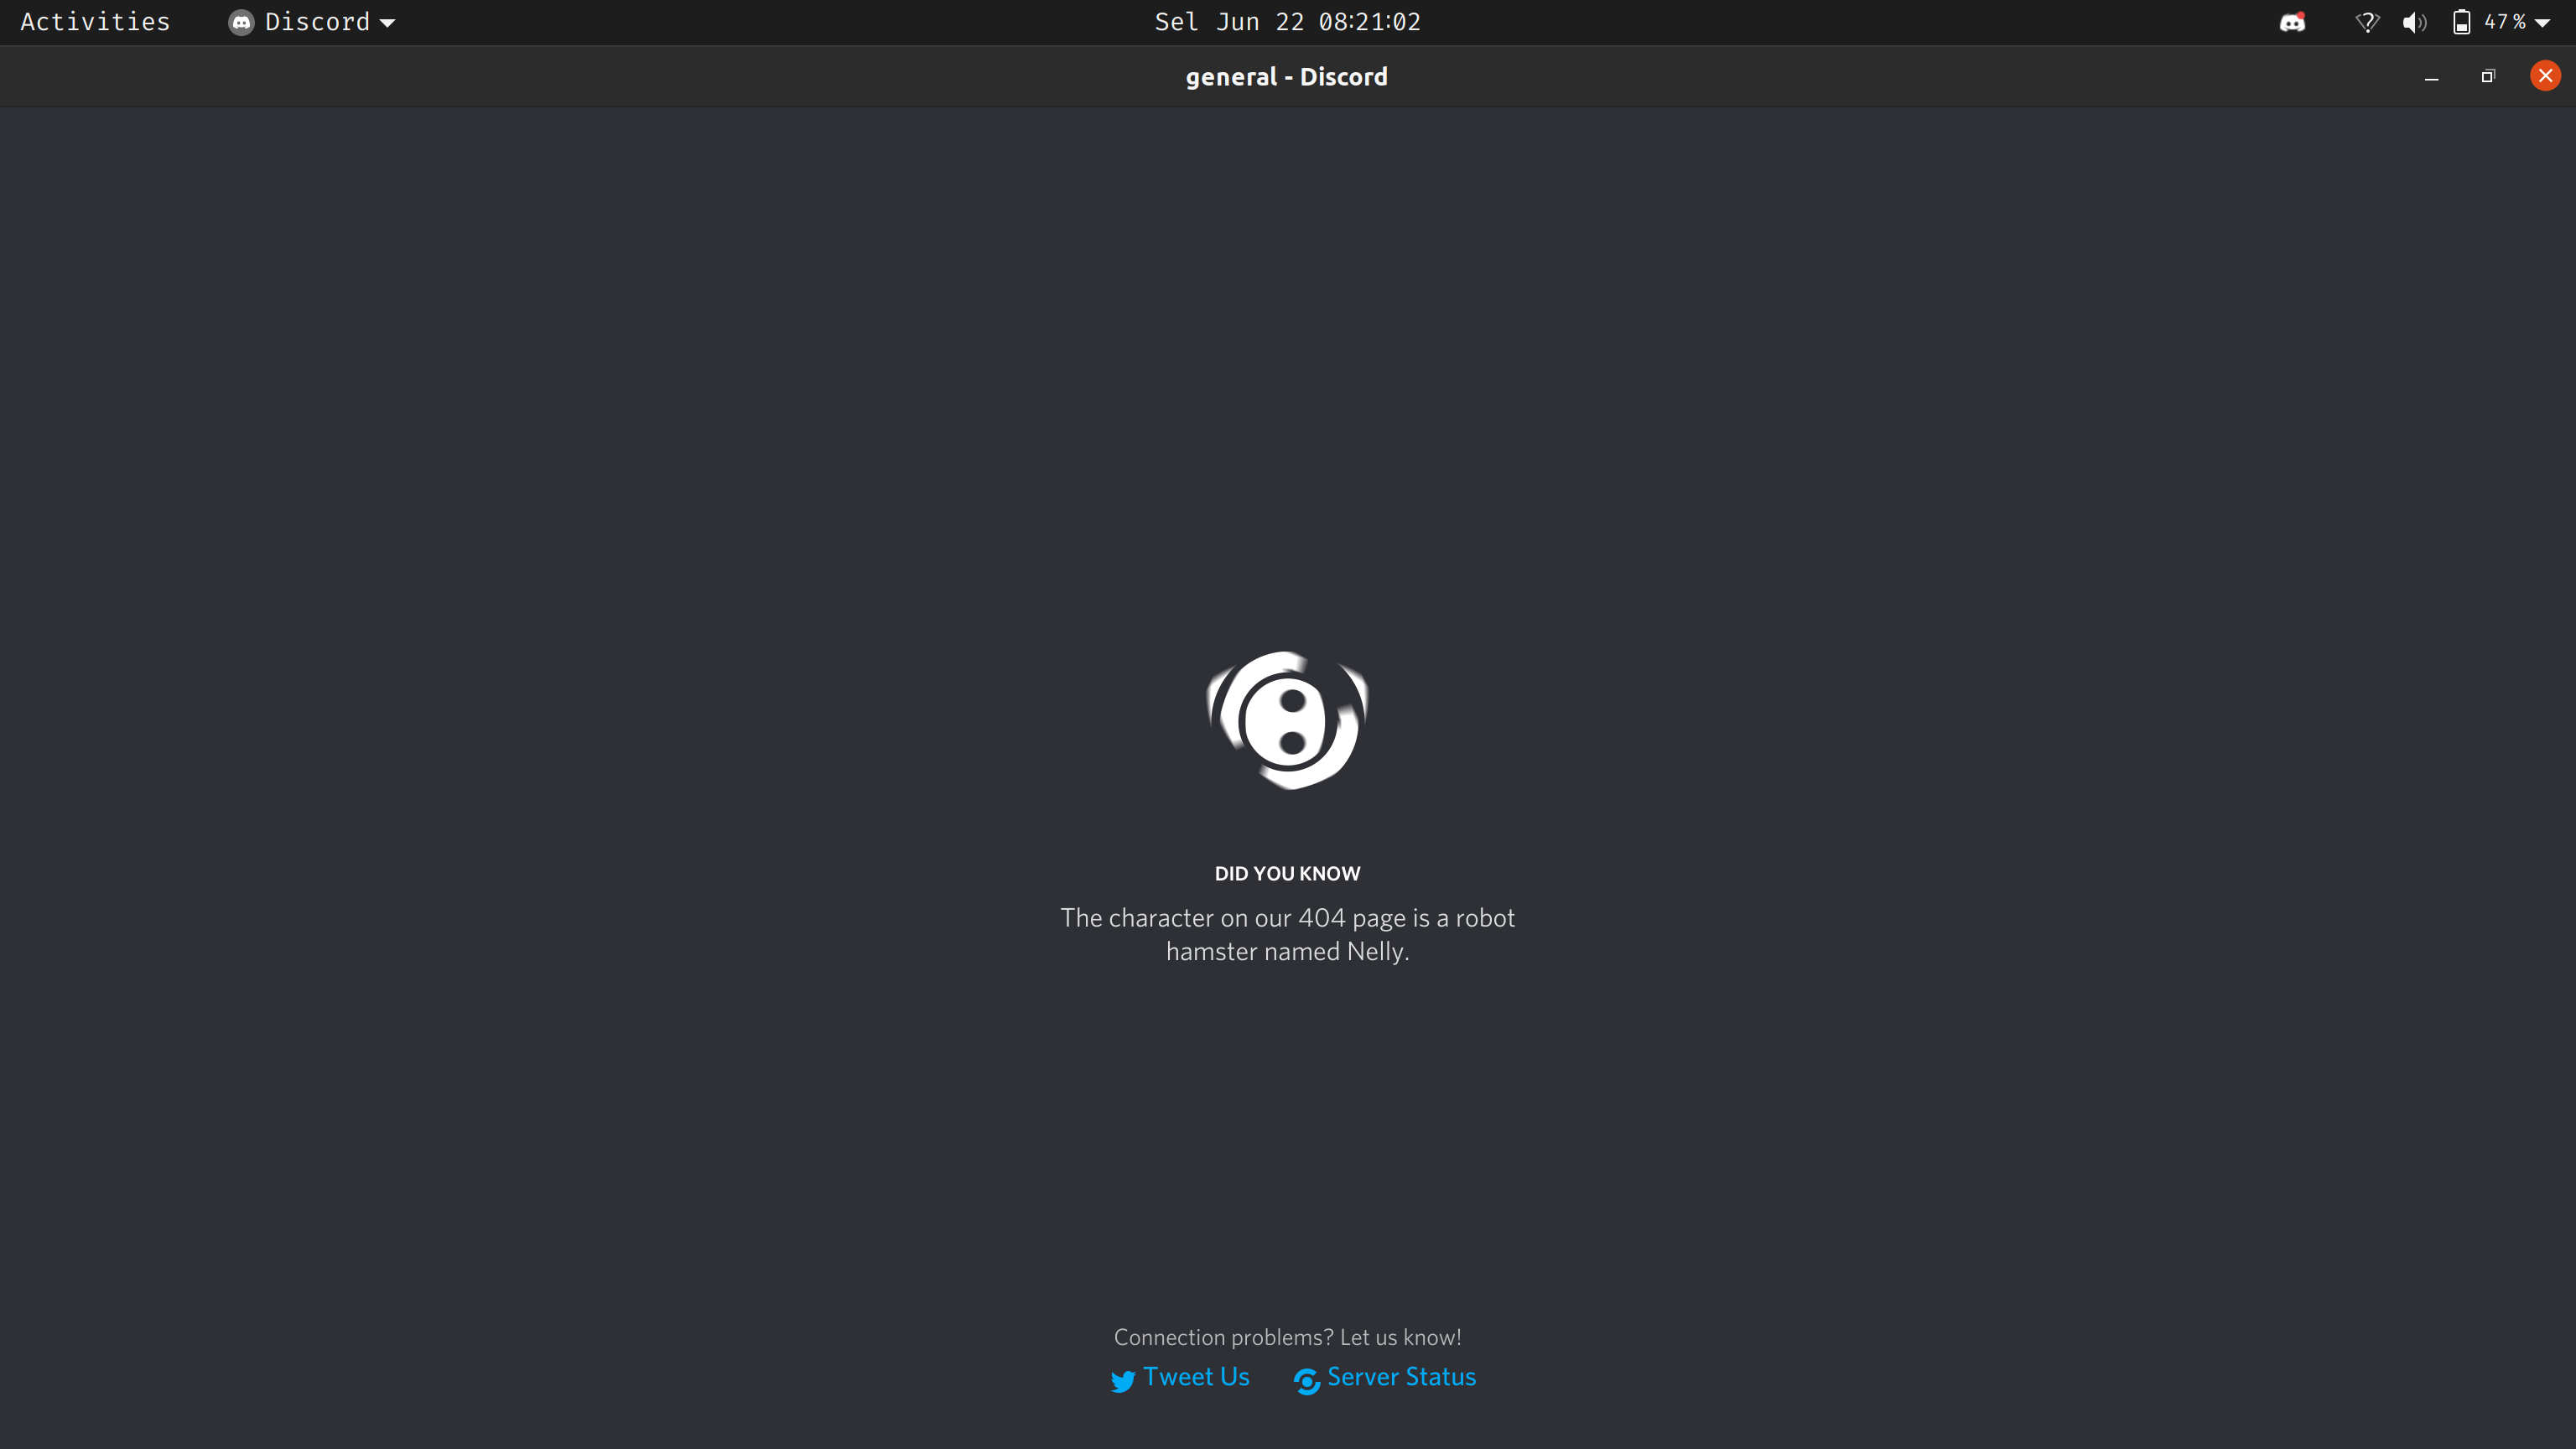 Activities
Discord
Sel Jun 22 08:21:02
47%
general - Discord
DID YOU KNOW
The character on our 404 page is a robot
hamster named Nelly.
Connection problems? Let us know!
Tweet Us
Server Status